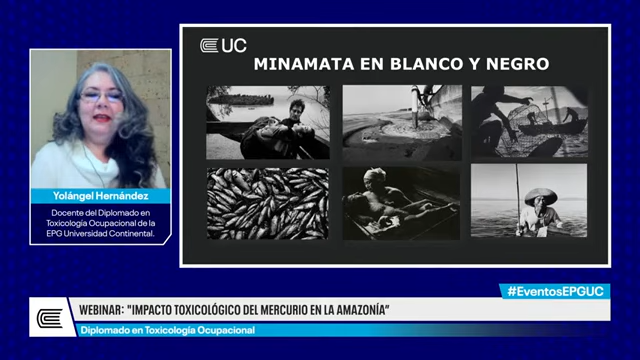 UC
MINAMATA EN BLANCO Y NEGRO
Yolángel Hernández
Docente del Diplomado en
Toxicología Ocupacional de la
EPG Universidad Continental.
#EventosEPGUC
WEBINAR: "IMPACTO TOXICOLÓGICO DEL MERCURIO EN LA AMAZONÍA"
Diplomado en Toxicología Ocupacional